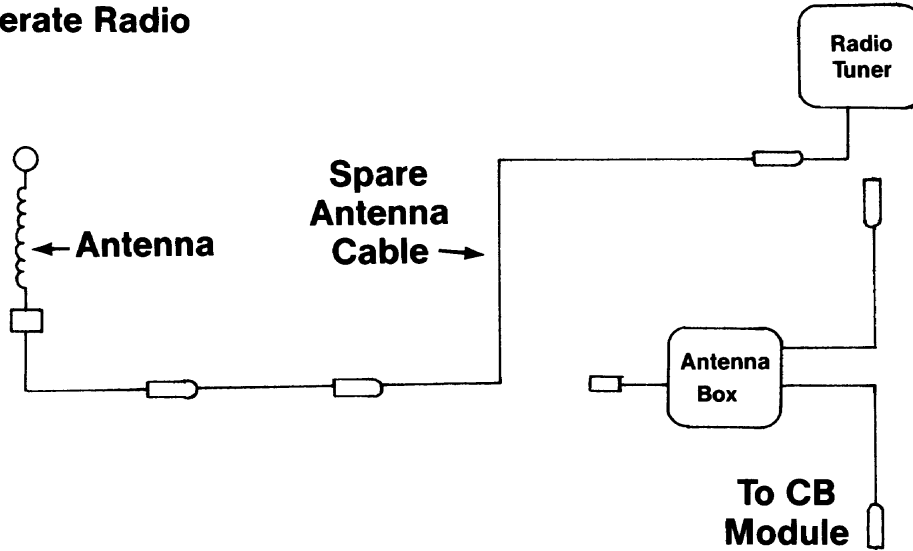 erate Radio
Radio
Tuner
Spare
Antenna
Cable
Antenna
Antenna
Box
To CB
Module